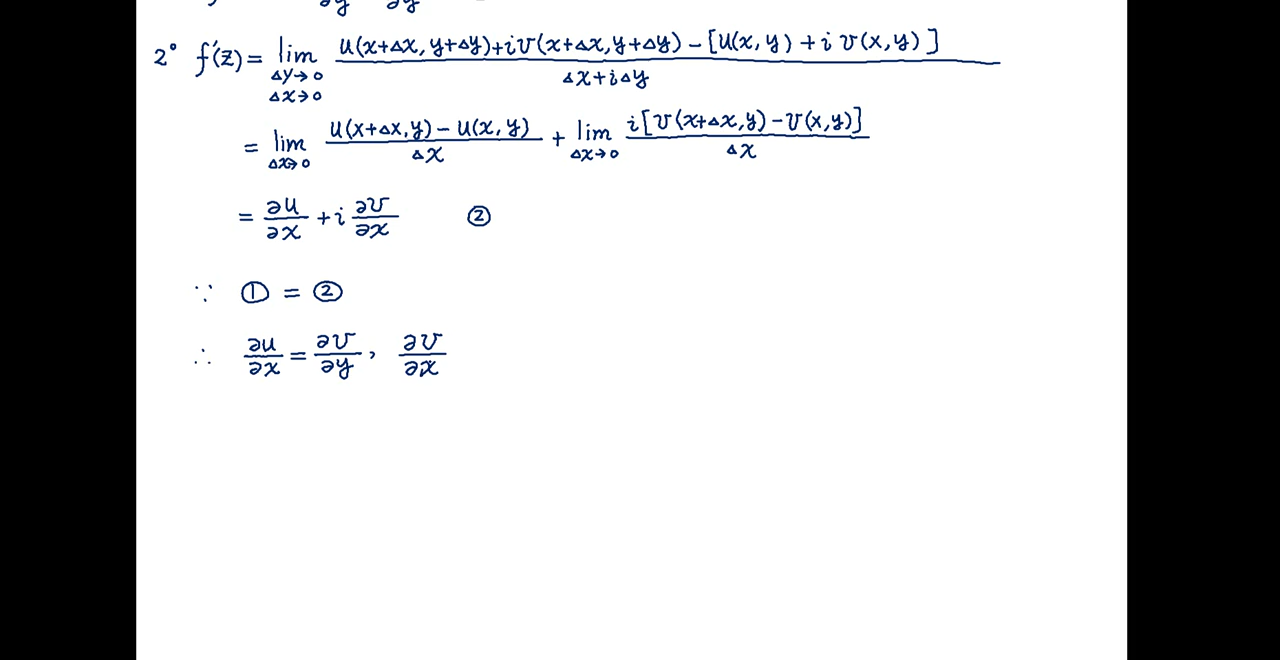 ∂y ∂y
2° f'(z) = lim_{Δy→0, Δx→0} (u(x+Δx, y+Δy)+iv(x+Δx, y+Δy) − [u(x, y) + i v(x, y)]) / (Δx+iΔy)
= lim_{Δx→0} (u(x+Δx, y) − u(x, y)) / Δx + lim_{Δx→0} (i[v(x+Δx, y) − v(x, y)]) / Δx
= ∂u/∂x + i ∂v/∂x ②
∵ ① = ②
∴ ∂u/∂x = ∂v/∂y , ∂v/∂x